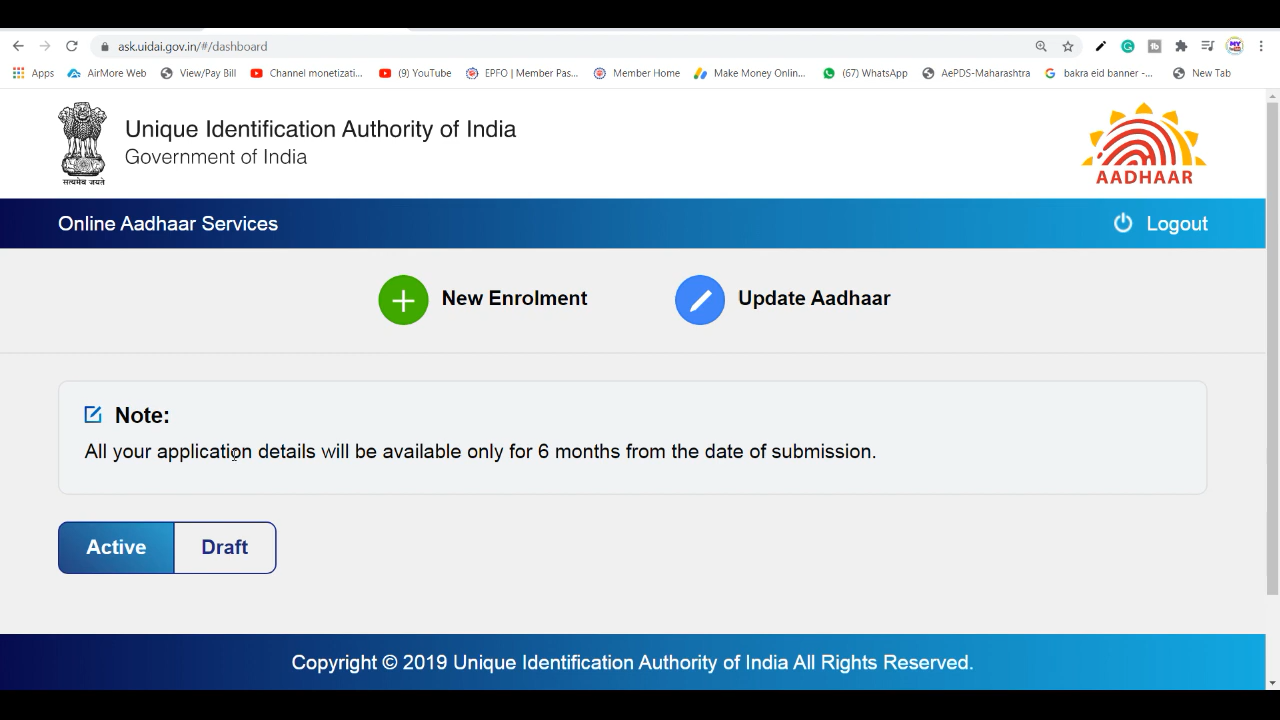 ask.uidai.gov.in/#/dashboard
Apps AirMore Web View/Pay Bill Channel monetizati... (9) YouTube EPFO | Member Pas... Member Home Make Money Onlin... (67) WhatsApp AePDS-Maharashtra bakra eid banner -... New Tab
Unique Identification Authority of India
Government of India
सत्यमेव जयते
AADHAAR
Online Aadhaar Services
Logout
New Enrolment
Update Aadhaar
Note:
All your application details will be available only for 6 months from the date of submission.
Active
Draft
Copyright © 2019 Unique Identification Authority of India All Rights Reserved.